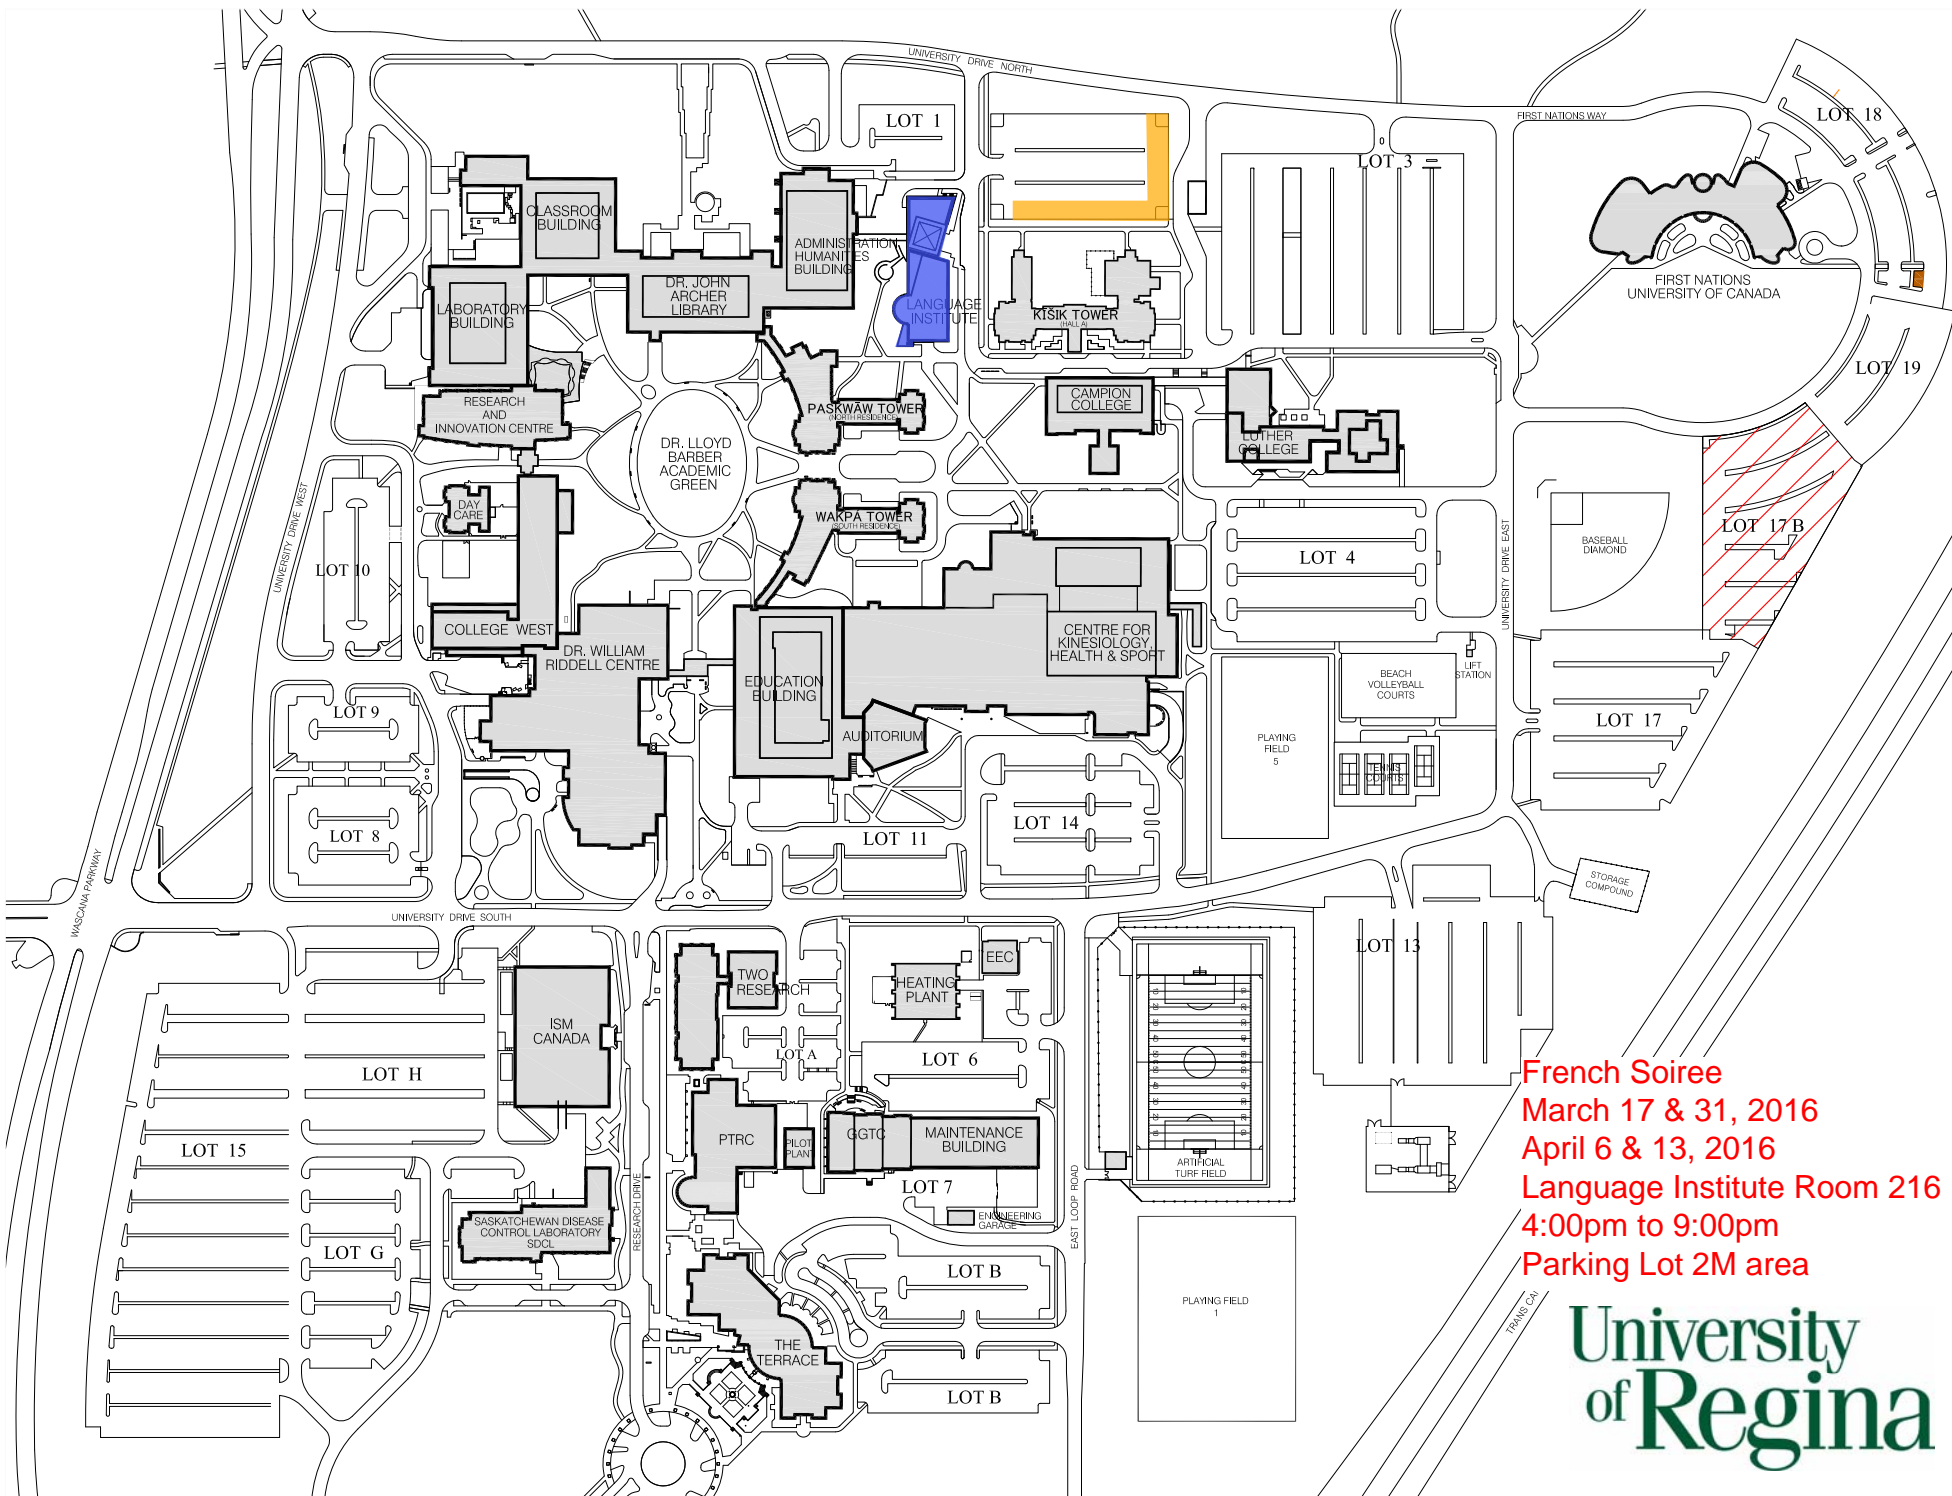 UNIVERSITY DRIVE NORTH
LOT 1
FIRST NATIONS WAY
LOT 18
LOT 3
CLASSROOM
BUILDING
ADMINISTRATION
HUMANITIES
BUILDING
DR. JOHN
ARCHER
LIBRARY
LABORATORY
BUILDING
LANGUAGE
INSTITUTE
KĪSIK TOWER
(HALL A)
FIRST NATIONS
UNIVERSITY OF CANADA
LOT 19
RESEARCH
AND
INNOVATION CENTRE
PASKWĀW TOWER
(NORTH RESIDENCE)
CAMPION
COLLEGE
LUTHER
COLLEGE
DR. LLOYD
BARBER
ACADEMIC
GREEN
DAY
CARE
WAKPĀ TOWER
(SOUTH RESIDENCE)
UNIVERSITY DRIVE WEST
LOT 10
LOT 4
UNIVERSITY DRIVE EAST
BASEBALL
DIAMOND
LOT 17 B
COLLEGE WEST
DR. WILLIAM
RIDDELL CENTRE
CENTRE FOR
KINESIOLOGY,
HEALTH & SPORT
EDUCATION
BUILDING
BEACH
VOLLEYBALL
COURTS
LIFT
STATION
LOT 9
AUDITORIUM
PLAYING
FIELD
5
LOT 17
TENNIS
COURTS
LOT 8
LOT 11
LOT 14
WASCANA PARKWAY
STORAGE
COMPOUND
UNIVERSITY DRIVE SOUTH
LOT 13
TWO
RESEARCH
HEATING
PLANT
EEC
ISM
CANADA
LOT A
LOT 6
LOT H
LOT 15
PTRC
PILOT
PLANT
GGTC
MAINTENANCE
BUILDING
ARTIFICIAL
TURF FIELD
LOT 7
ENGINEERING
GARAGE
EAST LOOP ROAD
RESEARCH DRIVE
SASKATCHEWAN DISEASE
CONTROL LABORATORY
SDCL
LOT G
LOT B
PLAYING FIELD
1
THE
TERRACE
LOT B
TRANS CA
French Soiree
March 17 & 31, 2016
April 6 & 13, 2016
Language Institute Room 216
4:00pm to 9:00pm
Parking Lot 2M area
University
of Regina